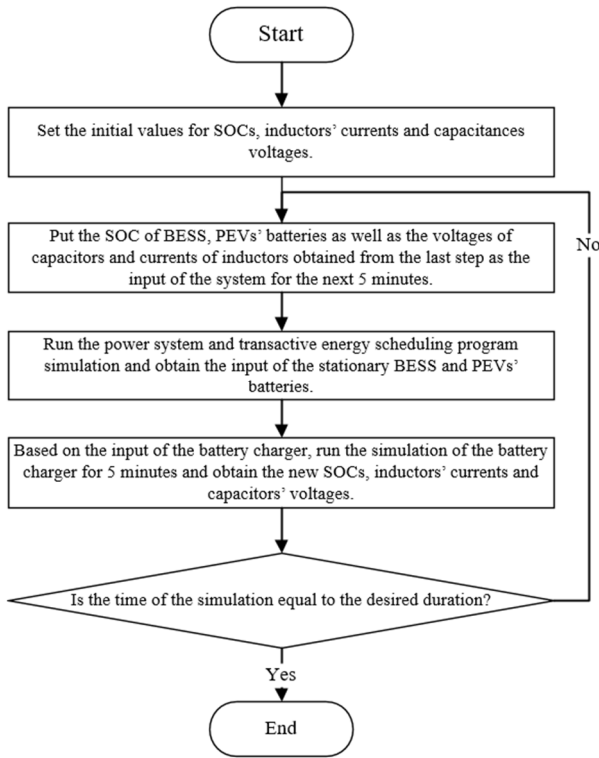 Start
Set the initial values for SOCs, inductors’ currents and capacitances
voltages.
Put the SOC of BESS, PEVs’ batteries as well as the voltages of
capacitors and currents of inductors obtained from the last step as the
input of the system for the next 5 minutes.
No
Run the power system and transactive energy scheduling program
simulation and obtain the input of the stationary BESS and PEVs’
batteries.
Based on the input of the battery charger, run the simulation of the battery
charger for 5 minutes and obtain the new SOCs, inductors’ currents and
capacitors’ voltages.
Is the time of the simulation equal to the desired duration?
Yes
End